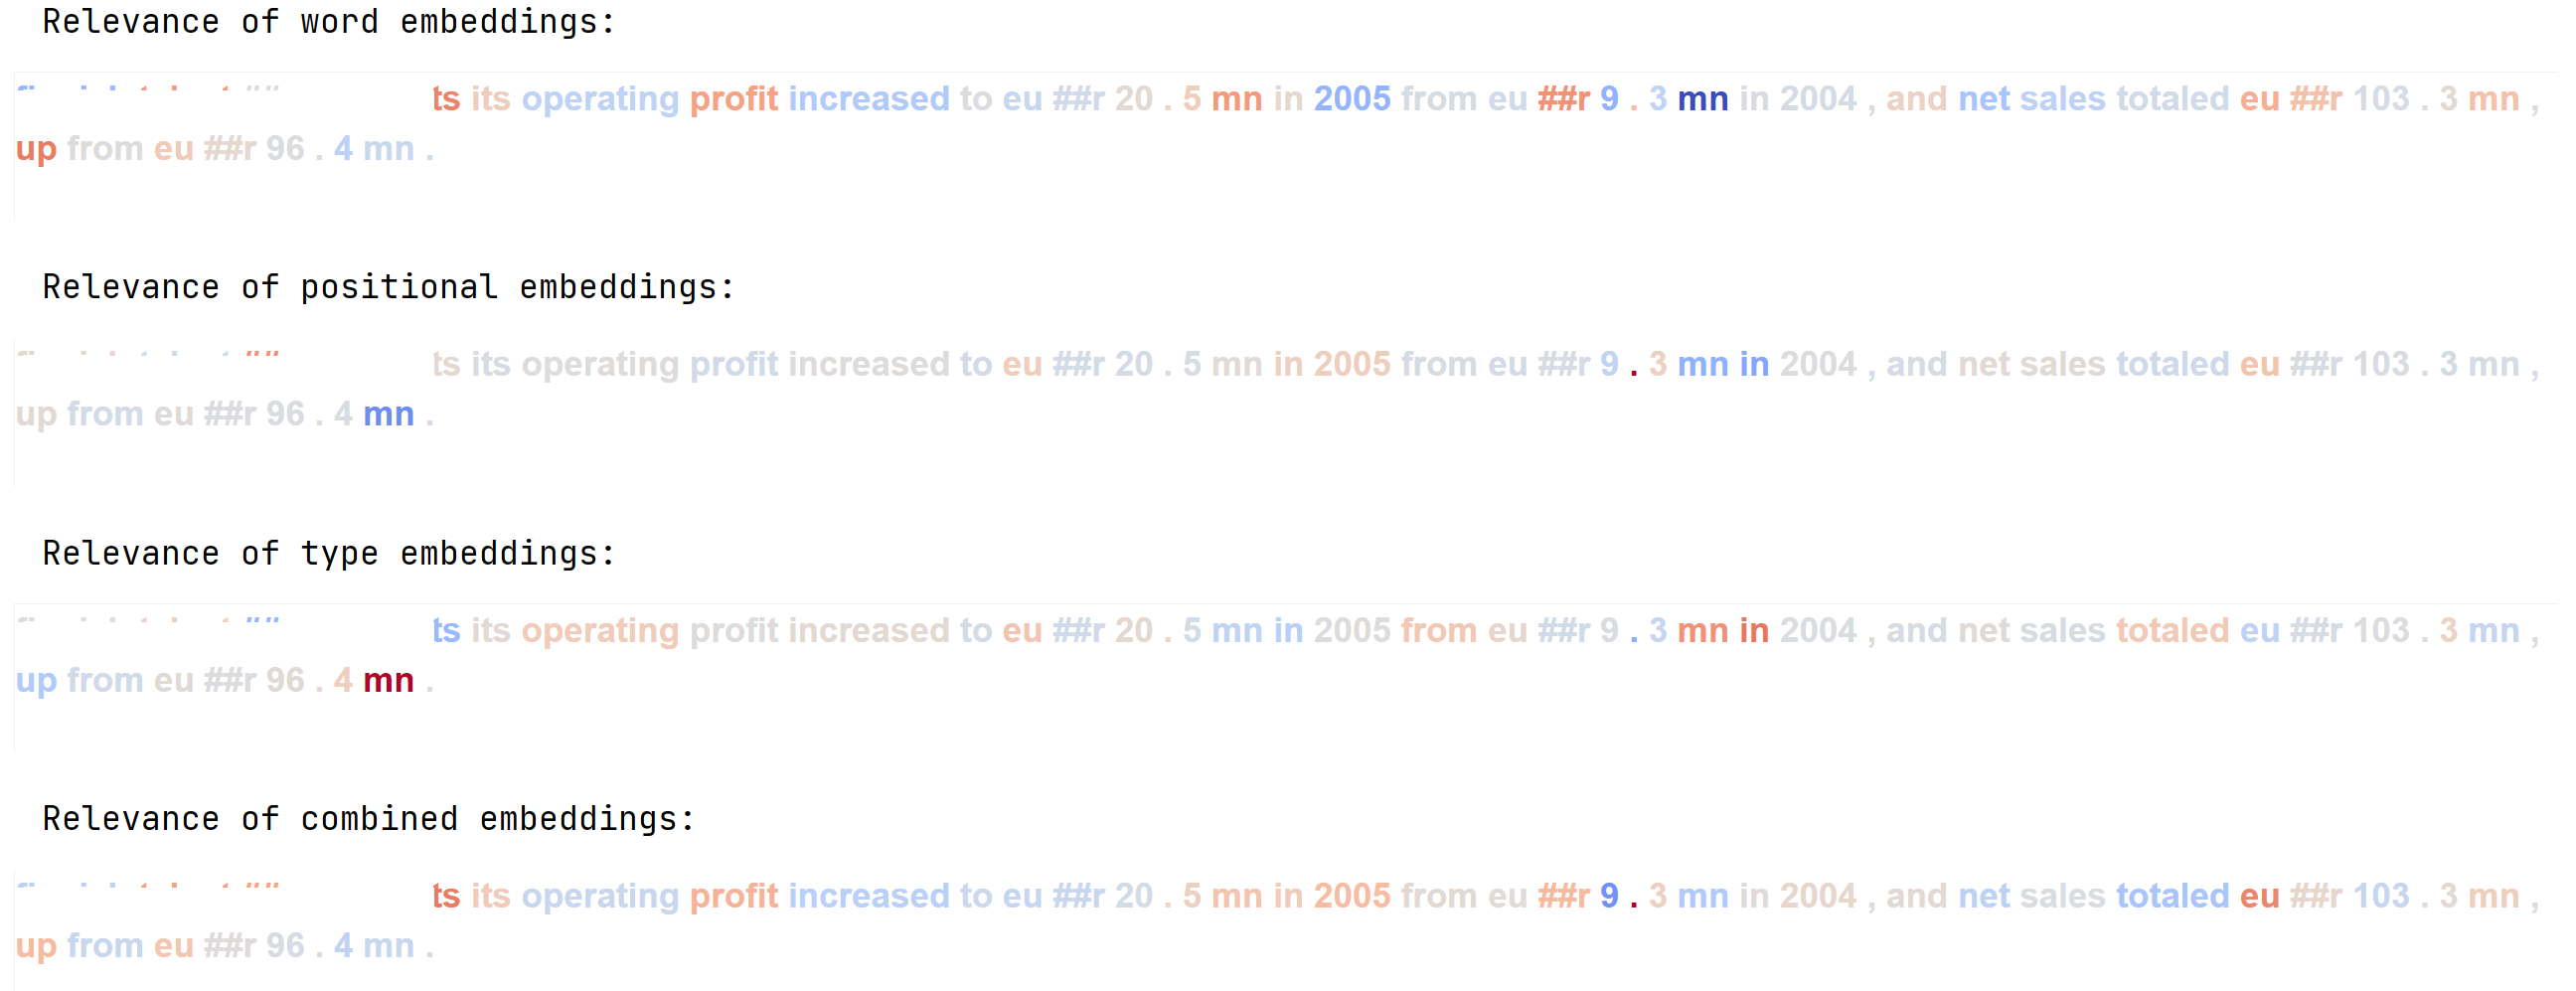 Relevance of word embeddings:
ts its operating profit increased to eu ##r 20 . 5 mn in 2005 from eu ##r 9 . 3 mn in 2004 , and net sales totaled eu ##r 103 . 3 mn ,
up from eu ##r 96 . 4 mn .
Relevance of positional embeddings:
ts its operating profit increased to eu ##r 20 . 5 mn in 2005 from eu ##r 9 . 3 mn in 2004 , and net sales totaled eu ##r 103 . 3 mn ,
up from eu ##r 96 . 4 mn .
Relevance of type embeddings:
ts its operating profit increased to eu ##r 20 . 5 mn in 2005 from eu ##r 9 . 3 mn in 2004 , and net sales totaled eu ##r 103 . 3 mn ,
up from eu ##r 96 . 4 mn .
Relevance of combined embeddings:
ts its operating profit increased to eu ##r 20 . 5 mn in 2005 from eu ##r 9 . 3 mn in 2004 , and net sales totaled eu ##r 103 . 3 mn ,
up from eu ##r 96 . 4 mn .